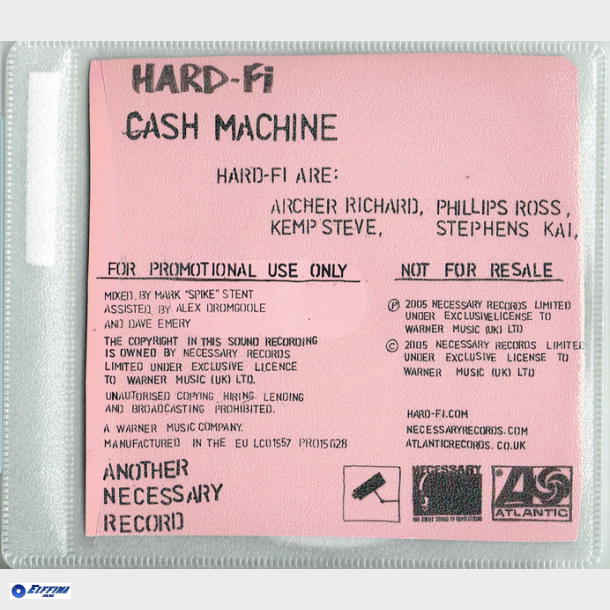 HARD-Fi
CASH MACHINE
HARD-FI ARE:
ARCHER RICHARD, PHILLIPS ROSS,
KEMP STEVE, STEPHENS KAI,
FOR PROMOTIONAL USE ONLY
NOT FOR RESALE
MIXED BY MARK "SPIKE" STENT
ASSISTED BY ALEX DROMGOOLE
AND DAVE EMERY
THE COPYRIGHT IN THIS SOUND RECORDING
IS OWNED BY NECESSARY RECORDS
LIMITED UNDER EXCLUSIVE LICENCE
TO WARNER MUSIC (UK) LTD.
UNAUTORISED COPYING HIRING LENDING
AND BROADCASTING PROHIBITED.
A WARNER MUSIC COMPANY.
MANUFACTURED IN THE EU LC01557 PRO15628
℗ 2005 NECESSARY RECORDS LIMITED
UNDER EXCLUSIVELICENSE TO
WARNER MUSIC (UK) LTD
© 2005 NECESSARY RECORDS LIMITED
UNDER EXCLUSIVE LICENSE TO
WARNER MUSIC (UK) LTD
HARD-FI.COM
NECESSARYRECORDS.COM
ATLANTICRECORDS.CO.UK
ANOTHER
NECESSARY
RECORD
NECESSARY
ATLANTIC
EIFFINA